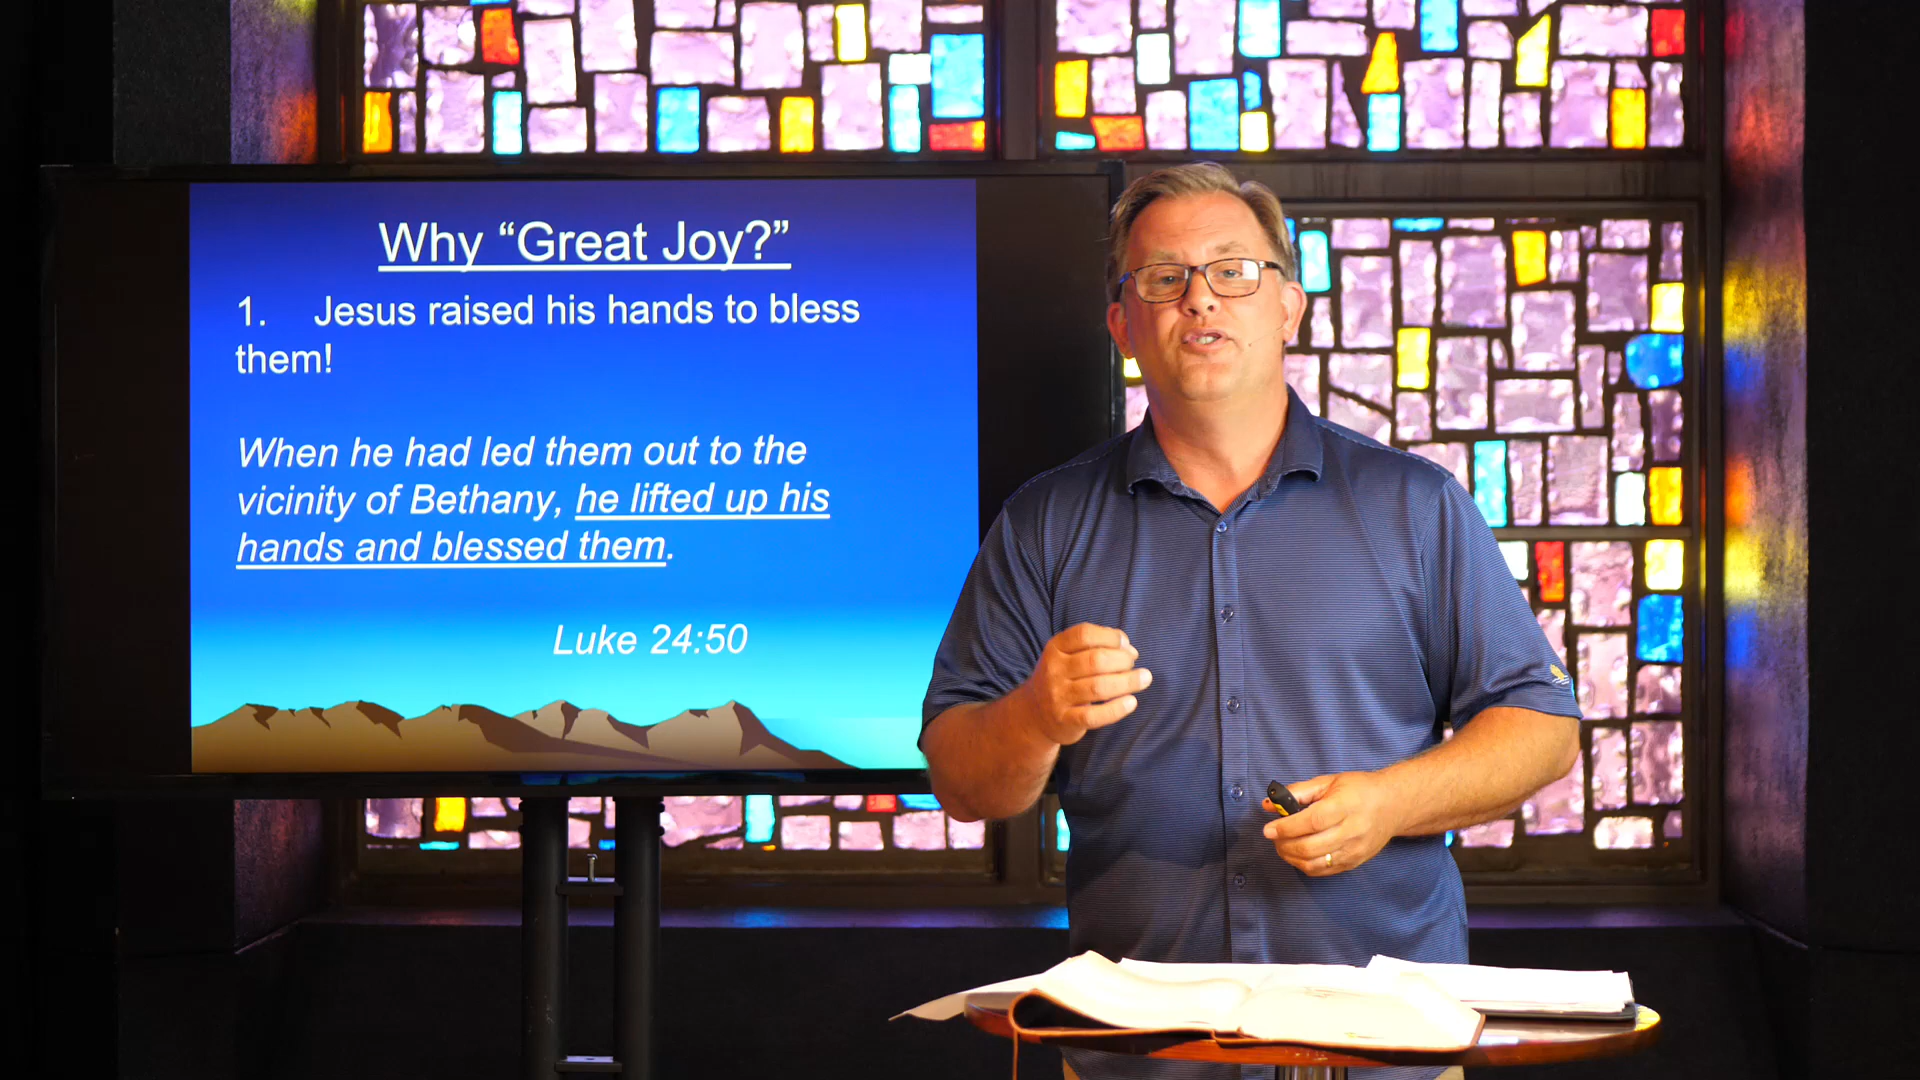 Why “Great Joy?”
1. Jesus raised his hands to bless
them!
When he had led them out to the
vicinity of Bethany, he lifted up his
hands and blessed them.
Luke 24:50